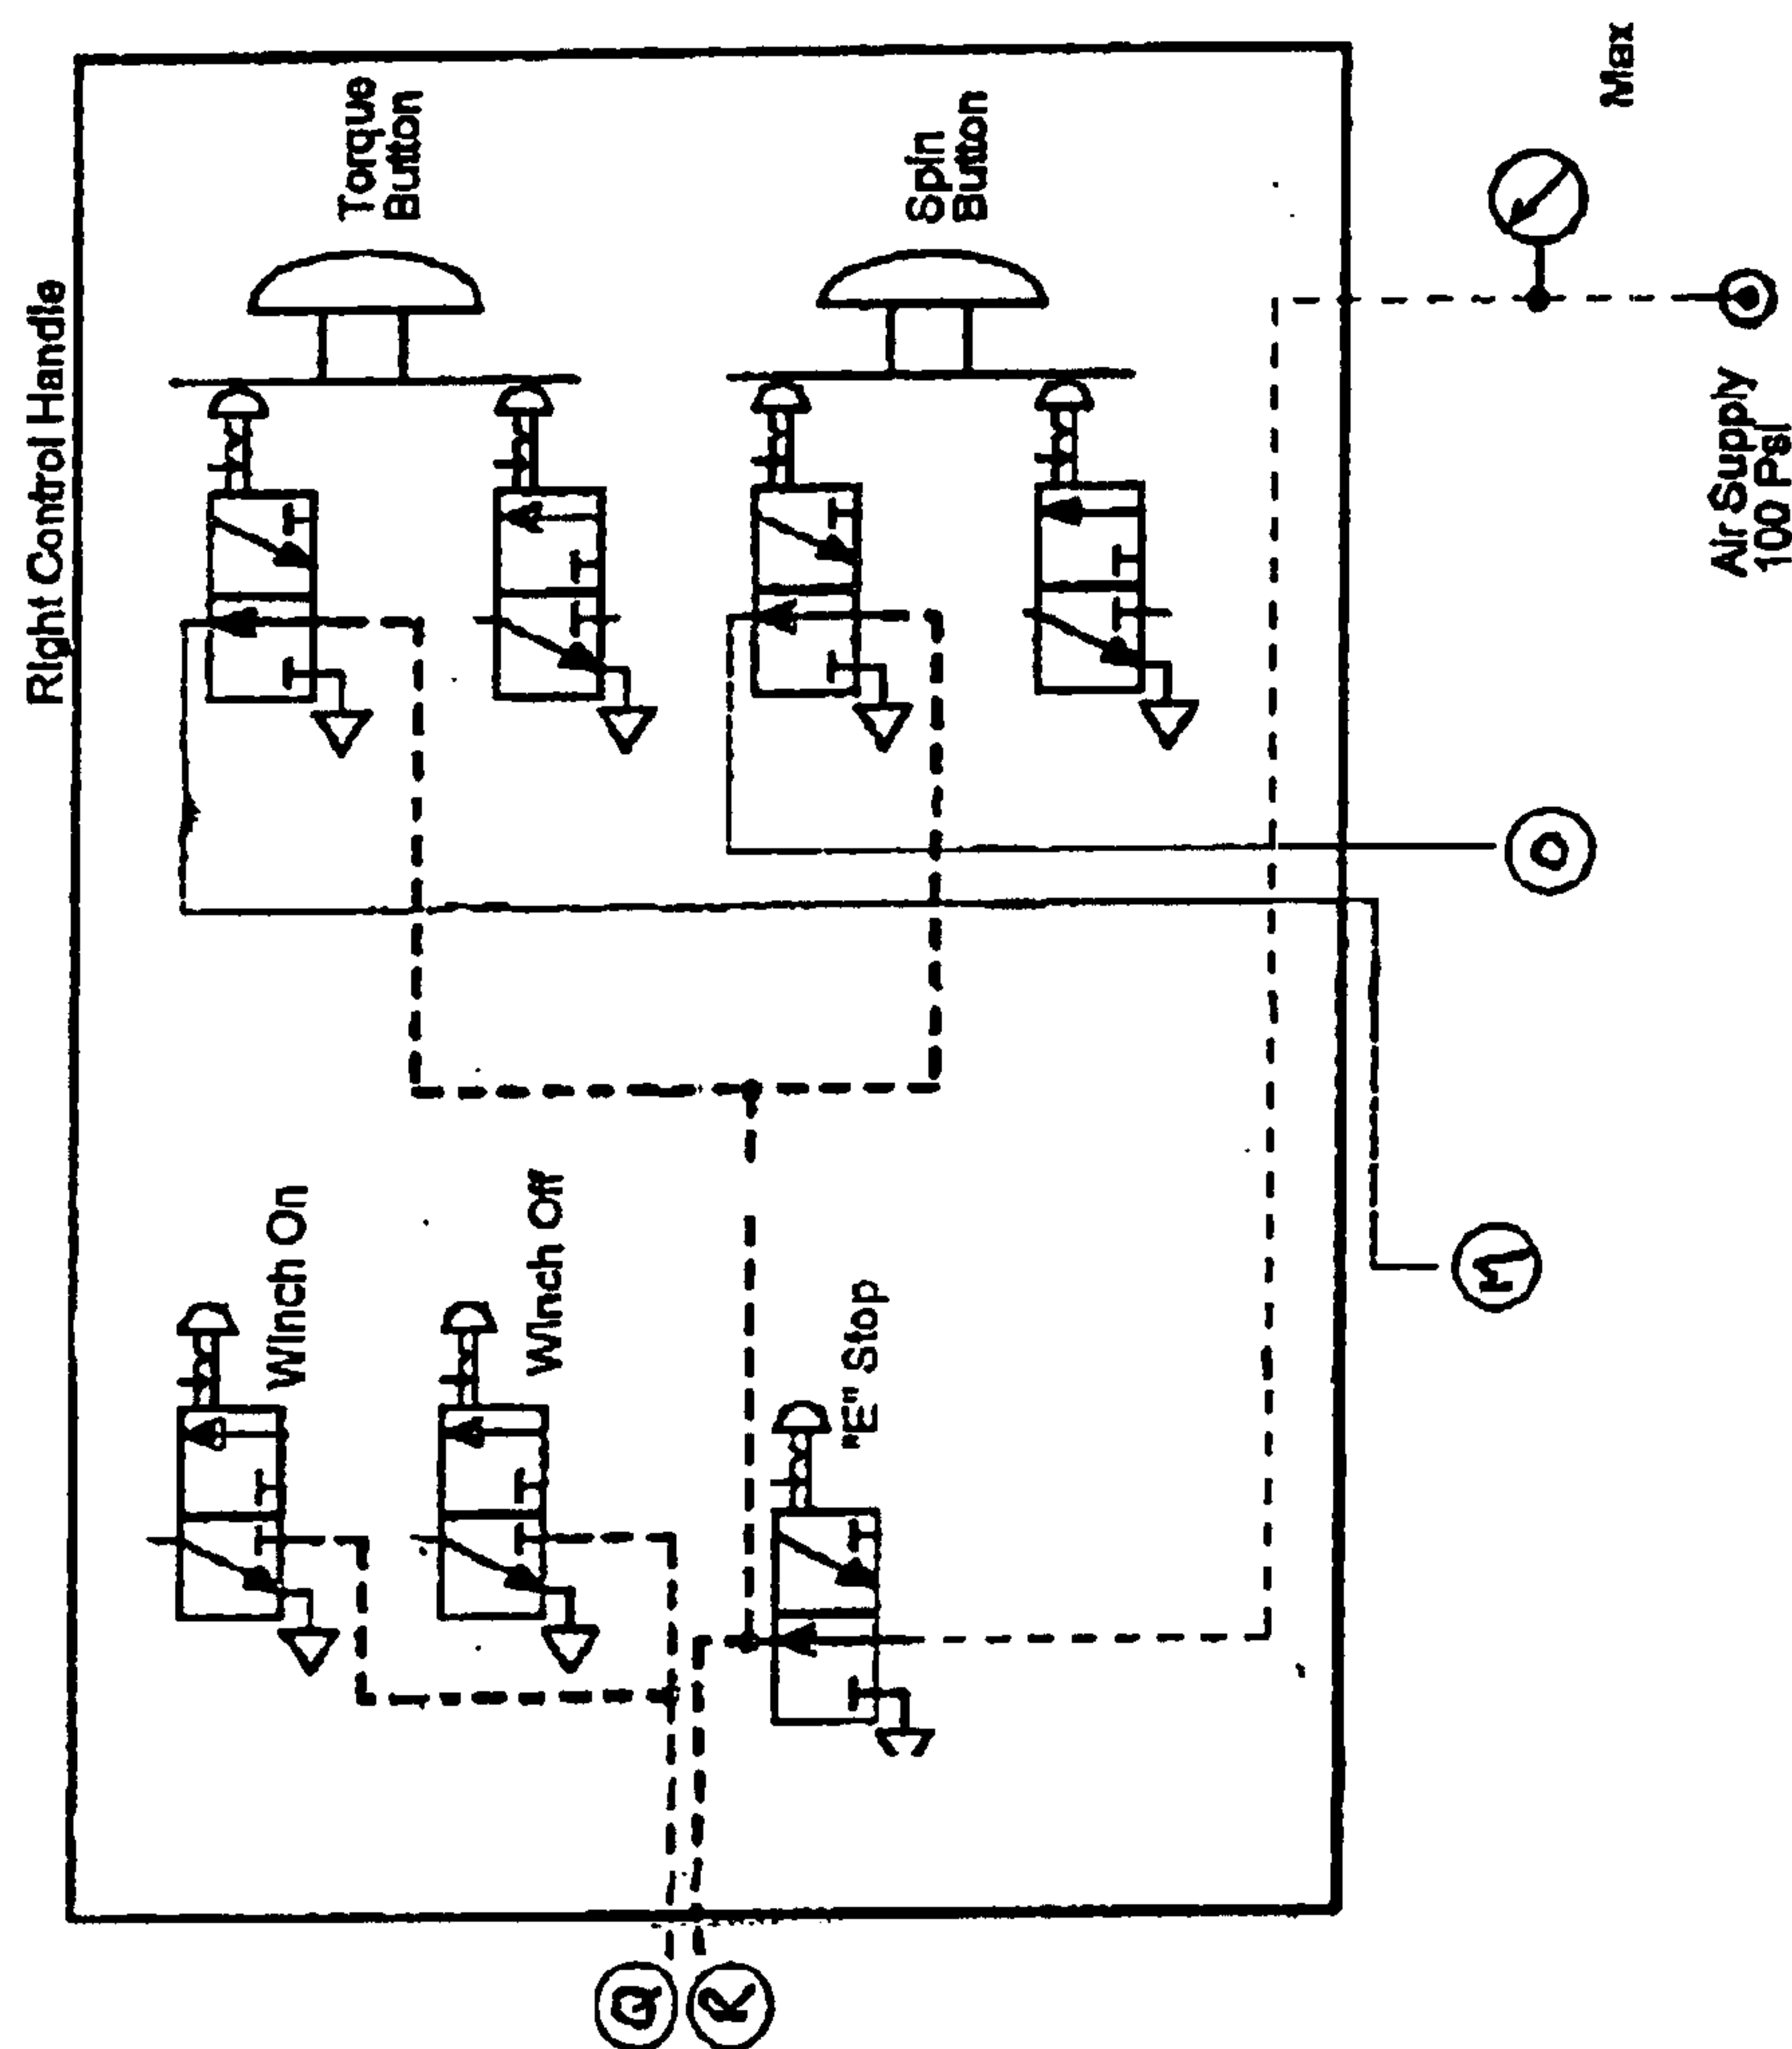 Right Control Handle
Torque
Button
Spin
Button
Max
Air Supply
100 Psi
Winch On
Winch Off
"E" Stop
O
Q
R